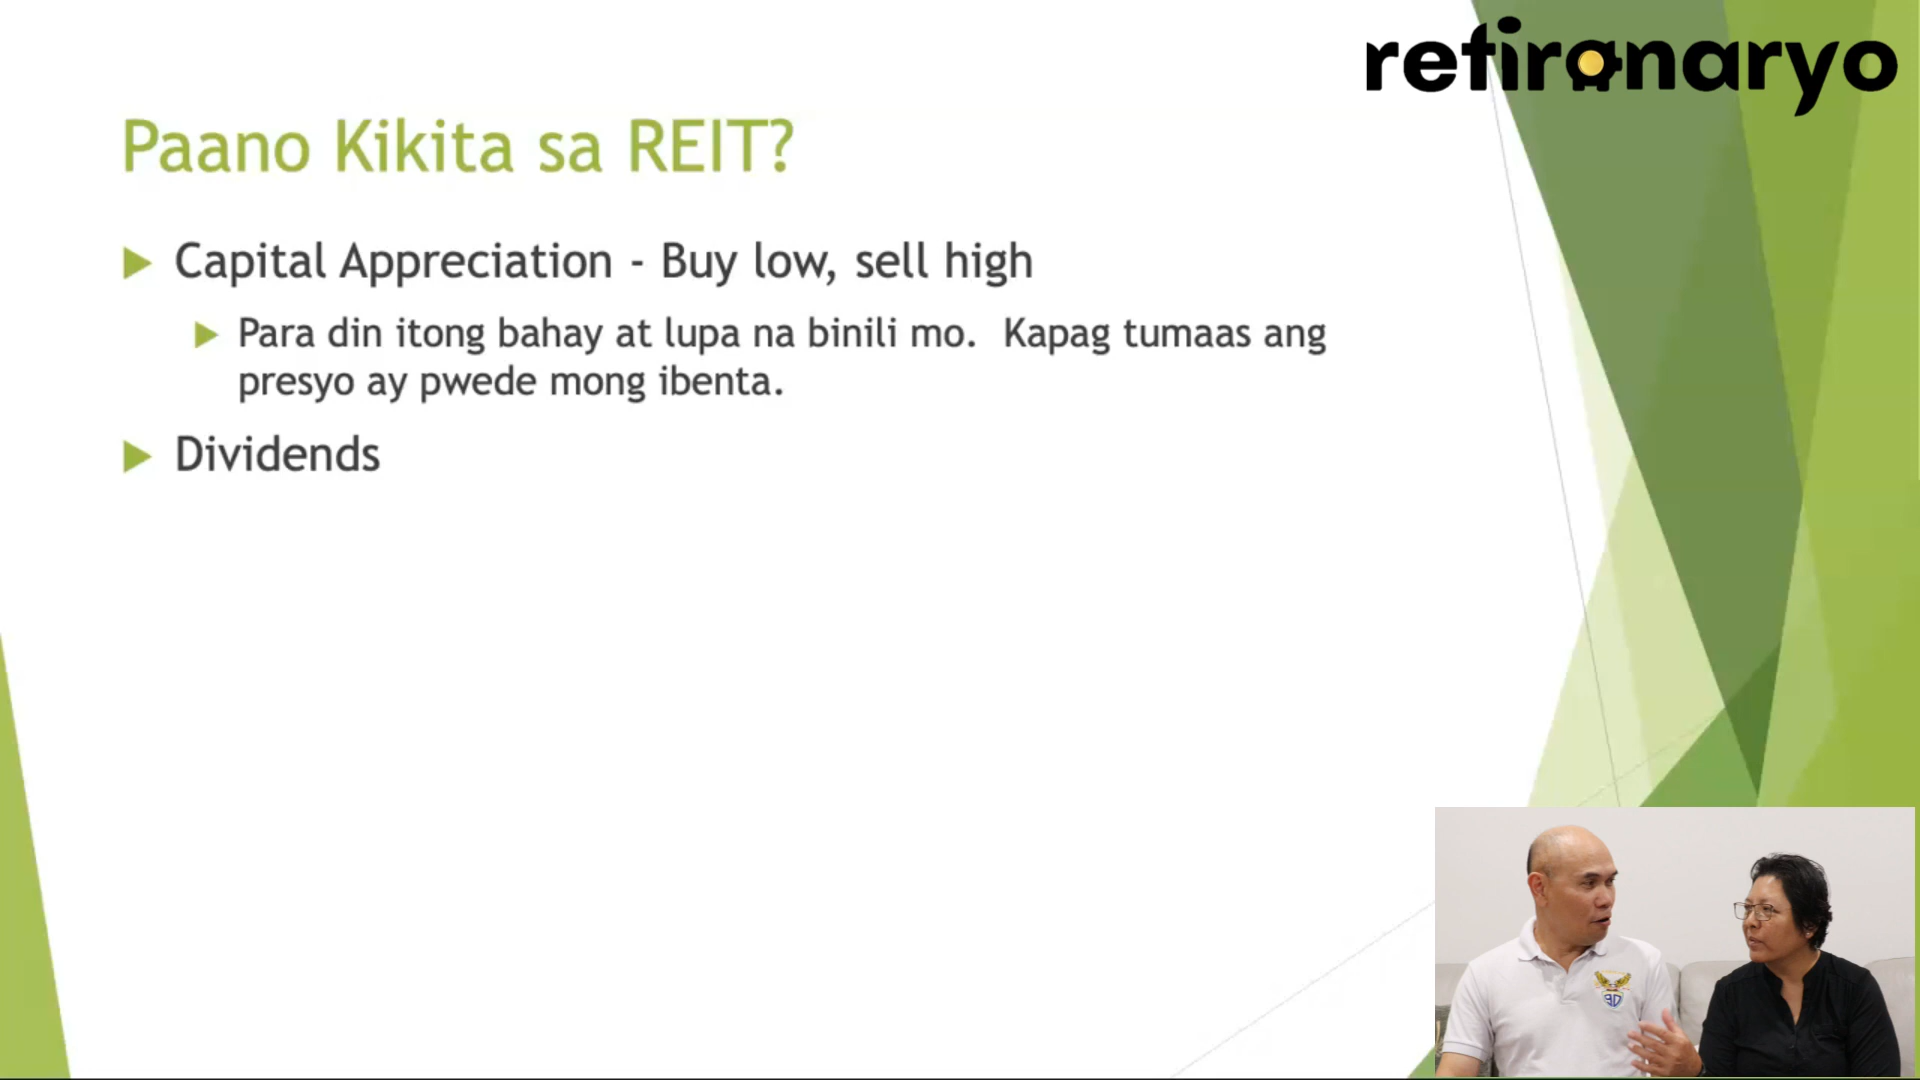 retiranaryo
Paano Kikita sa REIT?
Capital Appreciation - Buy low, sell high
Para din itong bahay at lupa na binili mo. Kapag tumaas ang
presyo ay pwede mong ibenta.
Dividends